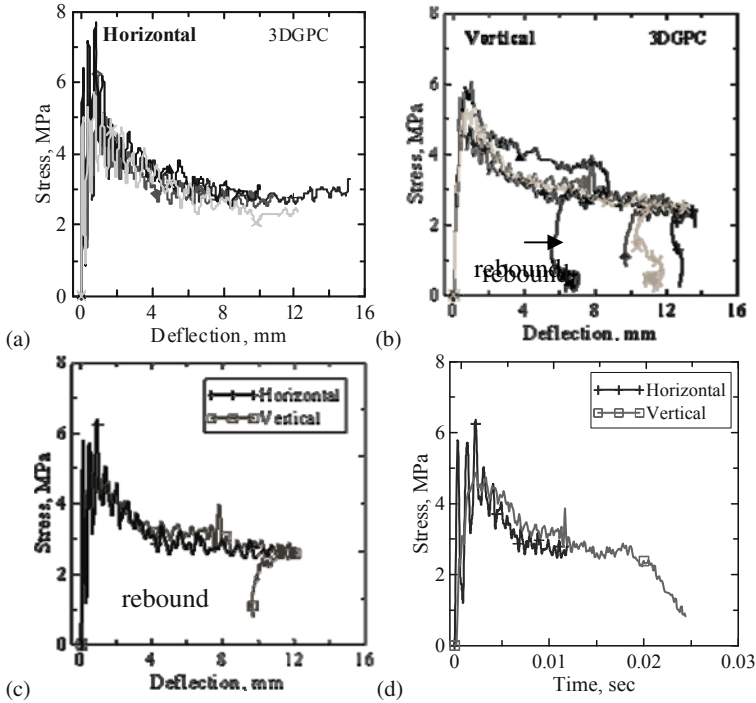 Horizontal 3DGPC
Stress, MPa
8
6
4
2
0
0 4 8 12 16
Deflection, mm
(a)
Vertical 3DGPC
Stress, MPa
8
6
4
2
0
rebound
rebound
0 4 8 12 16
Deflection, mm
(b)
Horizontal
Vertical
Stress, MPa
8
6
4
2
0
rebound
0 4 8 12 16
Deflection, mm
(c)
Horizontal
Vertical
Stress, MPa
8
6
4
2
0
0 0.01 0.02 0.03
Time, sec
(d)